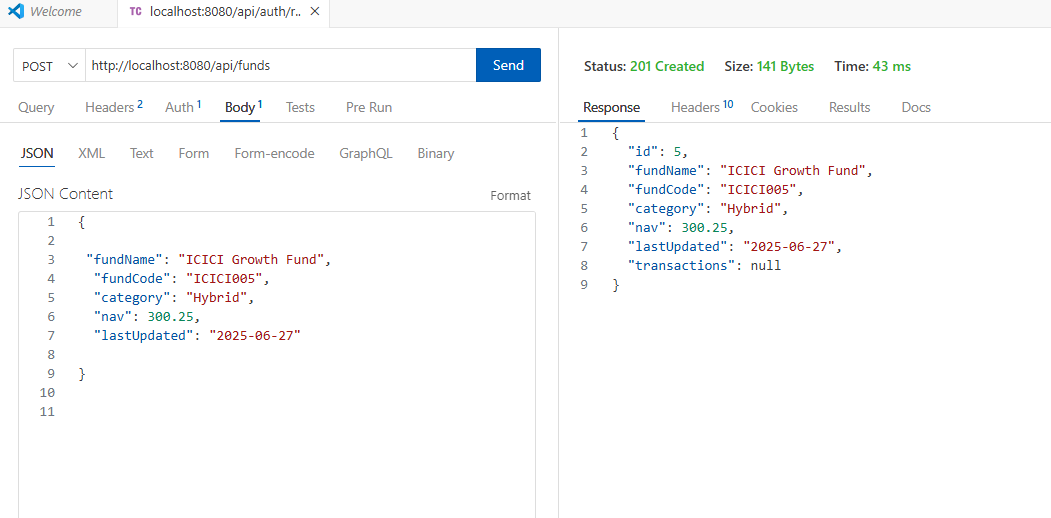 Welcome
TC localhost:8080/api/auth/r..
POST http://localhost:8080/api/funds Send
Query Headers 2 Auth 1 Body 1 Tests Pre Run
JSON XML Text Form Form-encode GraphQL Binary
JSON Content Format
1 {
2
3 "fundName": "ICICI Growth Fund",
4 "fundCode": "ICICI005",
5 "category": "Hybrid",
6 "nav": 300.25,
7 "lastUpdated": "2025-06-27"
8
9 }
10
11
Status: 201 Created Size: 141 Bytes Time: 43 ms
Response Headers 10 Cookies Results Docs
1 {
2 "id": 5,
3 "fundName": "ICICI Growth Fund",
4 "fundCode": "ICICI005",
5 "category": "Hybrid",
6 "nav": 300.25,
7 "lastUpdated": "2025-06-27",
8 "transactions": null
9 }